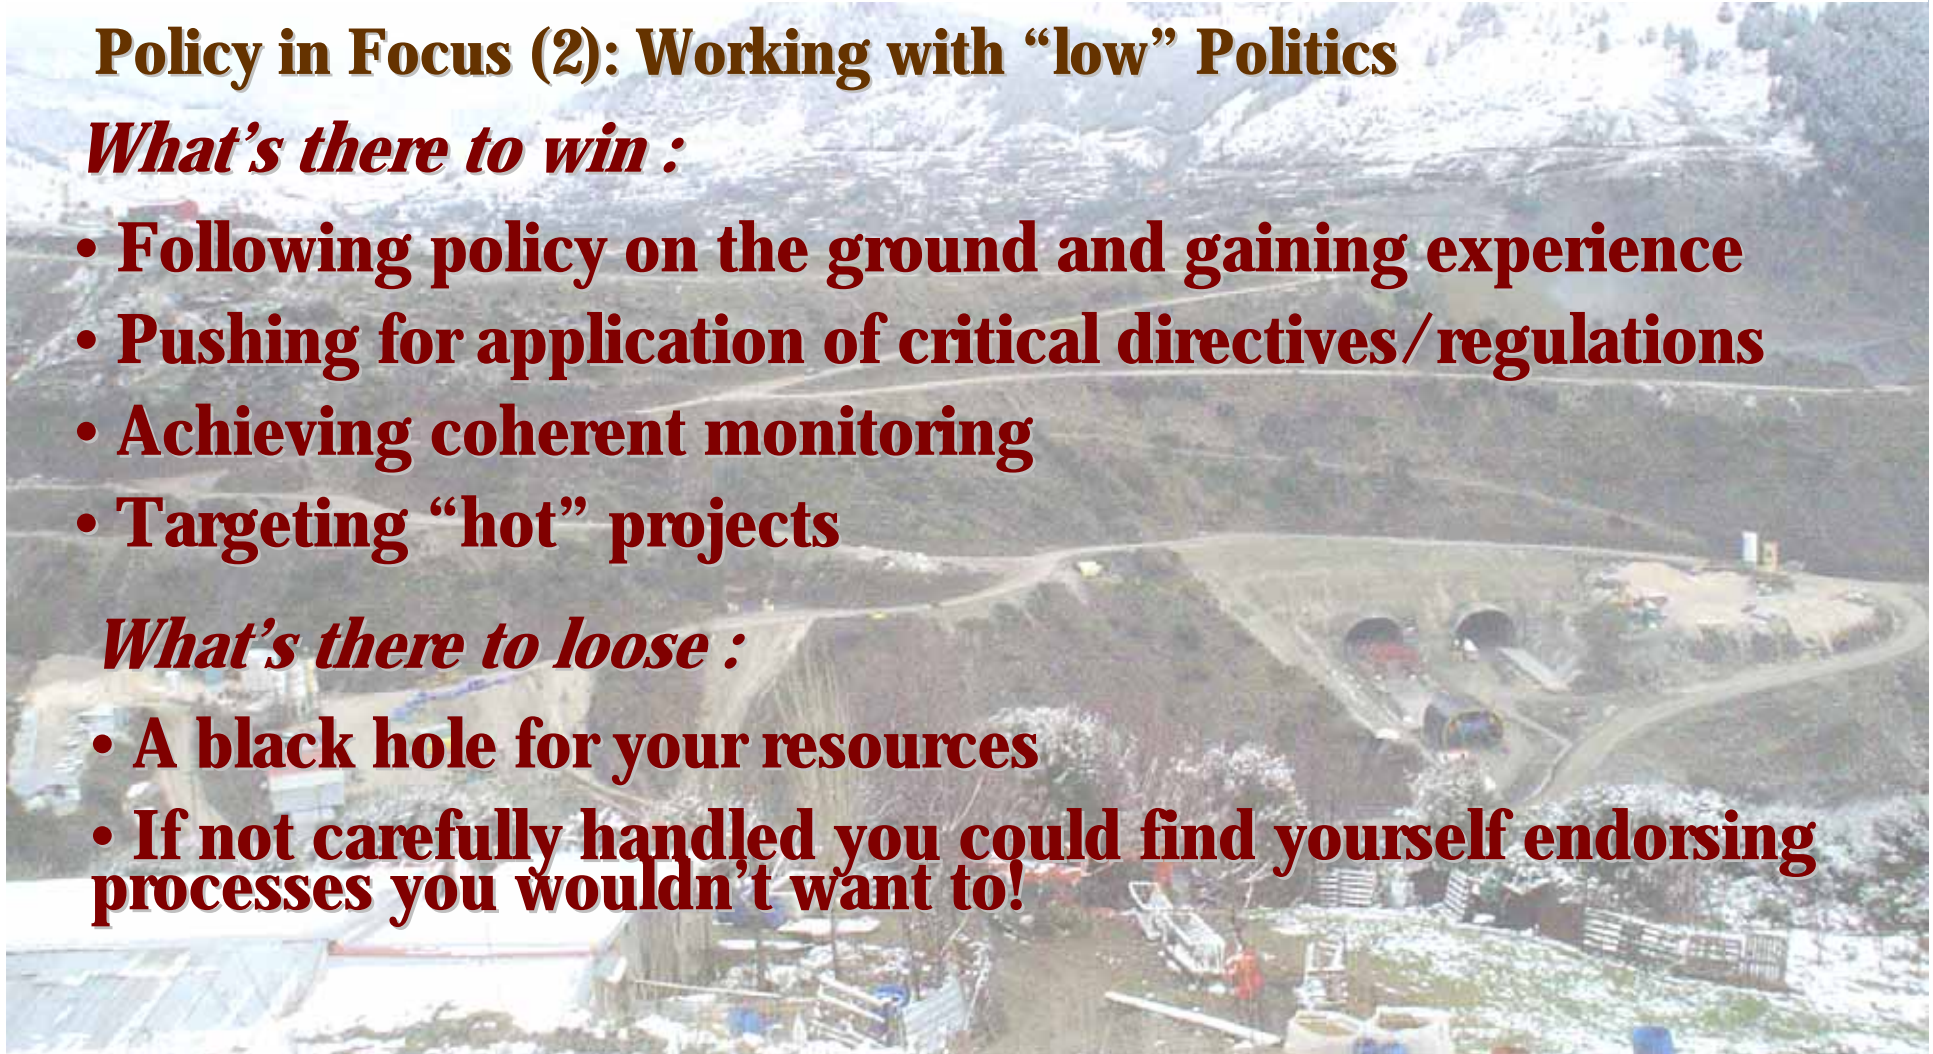 Policy in Focus (2): Working with “low” Politics
What’s there to win :
• Following policy on the ground and gaining experience
• Pushing for application of critical directives/regulations
• Achieving coherent monitoring
• Targeting “hot” projects
What’s there to loose :
• A black hole for your resources
• If not carefully handled you could find yourself endorsing
processes you wouldn’t want to!